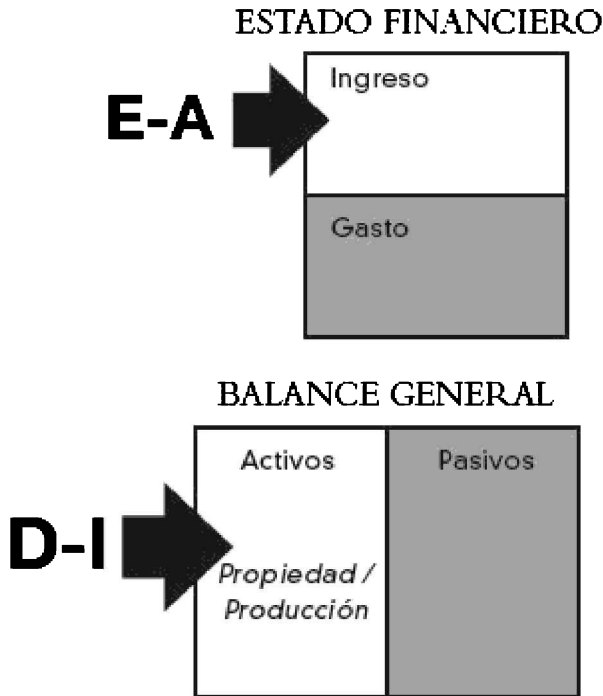 ESTADO FINANCIERO
Ingreso
E-A
Gasto
BALANCE GENERAL
Activos
Pasivos
D-I
Propiedad /
Producción